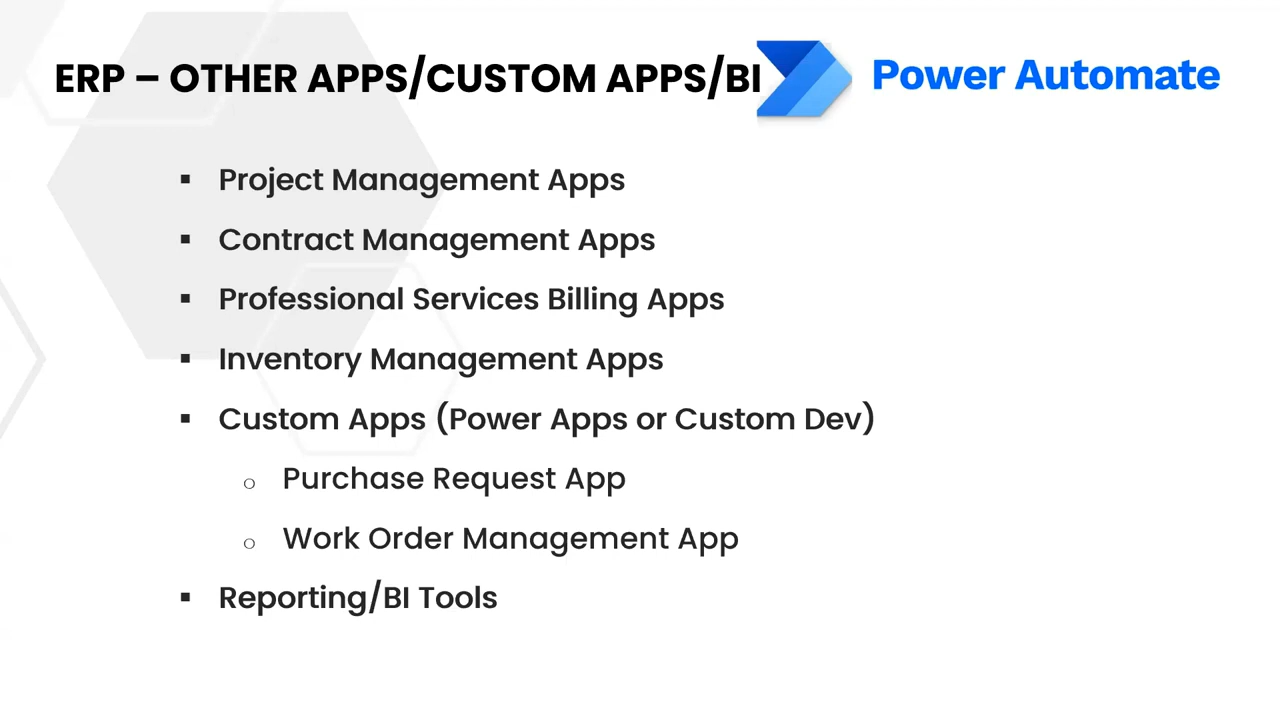 ERP – OTHER APPS/CUSTOM APPS/BI
Power Automate
▪ Project Management Apps
▪ Contract Management Apps
▪ Professional Services Billing Apps
▪ Inventory Management Apps
▪ Custom Apps (Power Apps or Custom Dev)
○ Purchase Request App
○ Work Order Management App
▪ Reporting/BI Tools